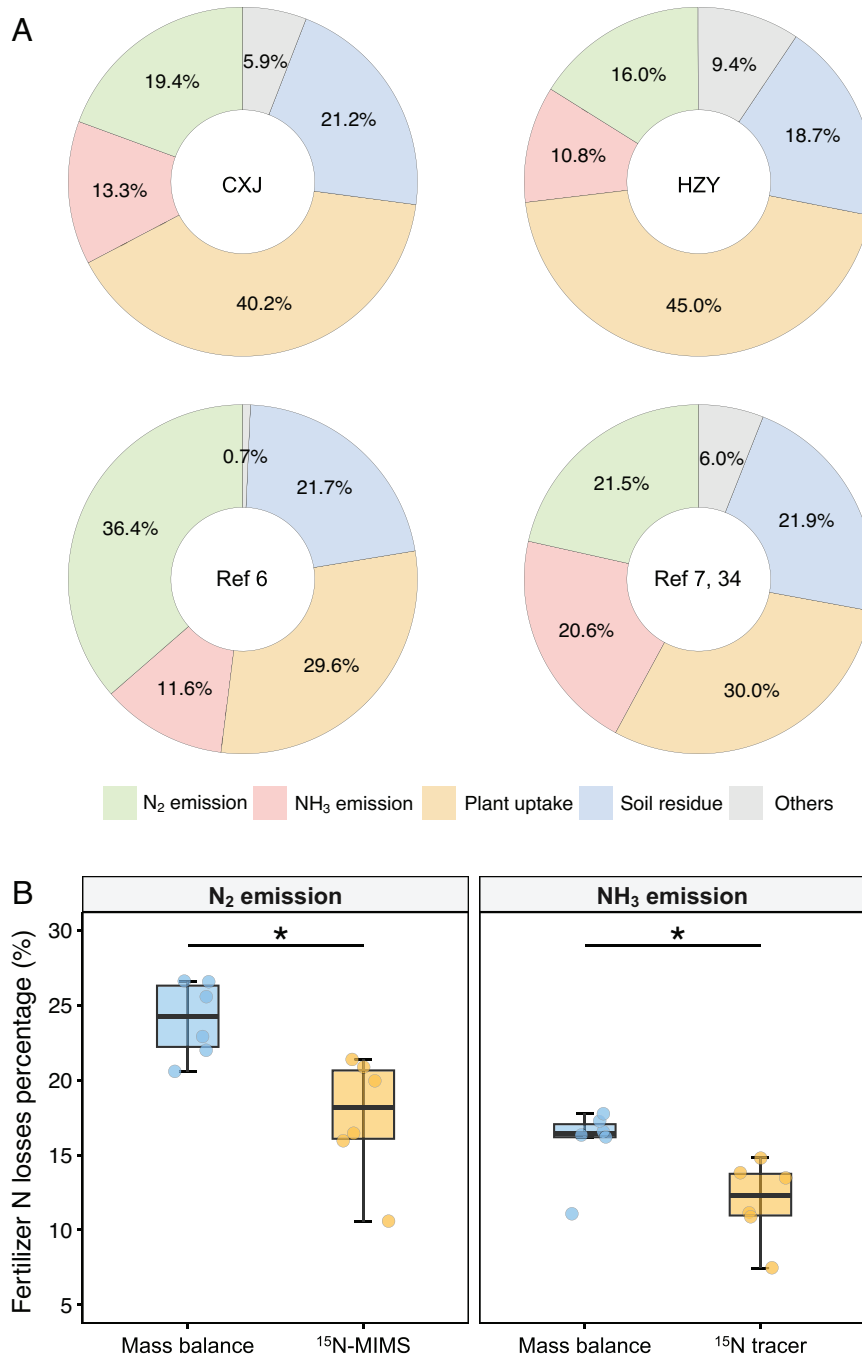 A
5.9%
19.4%
21.2%
13.3%
CXJ
40.2%
9.4%
16.0%
18.7%
10.8%
HZY
45.0%
0.7%
21.7%
36.4%
Ref 6
29.6%
11.6%
6.0%
21.5%
21.9%
Ref 7, 34
20.6%
30.0%
N₂ emission NH₃ emission Plant uptake Soil residue Others
B
N₂ emission NH₃ emission
Fertilizer N losses percentage (%)
30
25
20
15
10
5
* *
Mass balance ¹⁵N-MIMS Mass balance ¹⁵N tracer